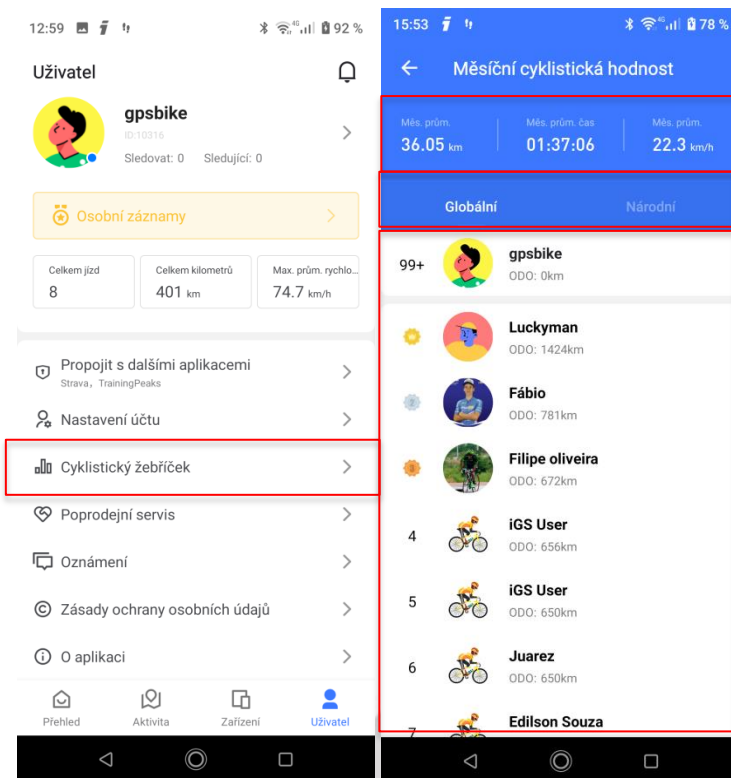 12:59
4G
92 %
Uživatel
gpsbike
ID:10316
Sledovat: 0 Sledující: 0
Osobní záznamy
Celkem jízd
8
Celkem kilometrů
401 km
Max. prům. rychlo...
74.7 km/h
Propojit s dalšími aplikacemi
Strava, TrainingPeaks
Nastavení účtu
Cyklistický žebříček
Poprodejní servis
Oznámení
Zásady ochrany osobních údajů
O aplikaci
Přehled
Aktivita
Zařízení
Uživatel
15:53
4G
78 %
Měsíční cyklistická hodnost
Měs. prům.
36.05 km
Měs. prům. čas
01:37:06
Měs. prům.
22.3 km/h
Globální
Národní
99+
gpsbike
ODO: 0km
Luckyman
ODO: 1424km
2
Fábio
ODO: 781km
3
Filipe oliveira
ODO: 672km
4
iGS User
ODO: 656km
5
iGS User
ODO: 650km
6
Juarez
ODO: 650km
7
Edilson Souza